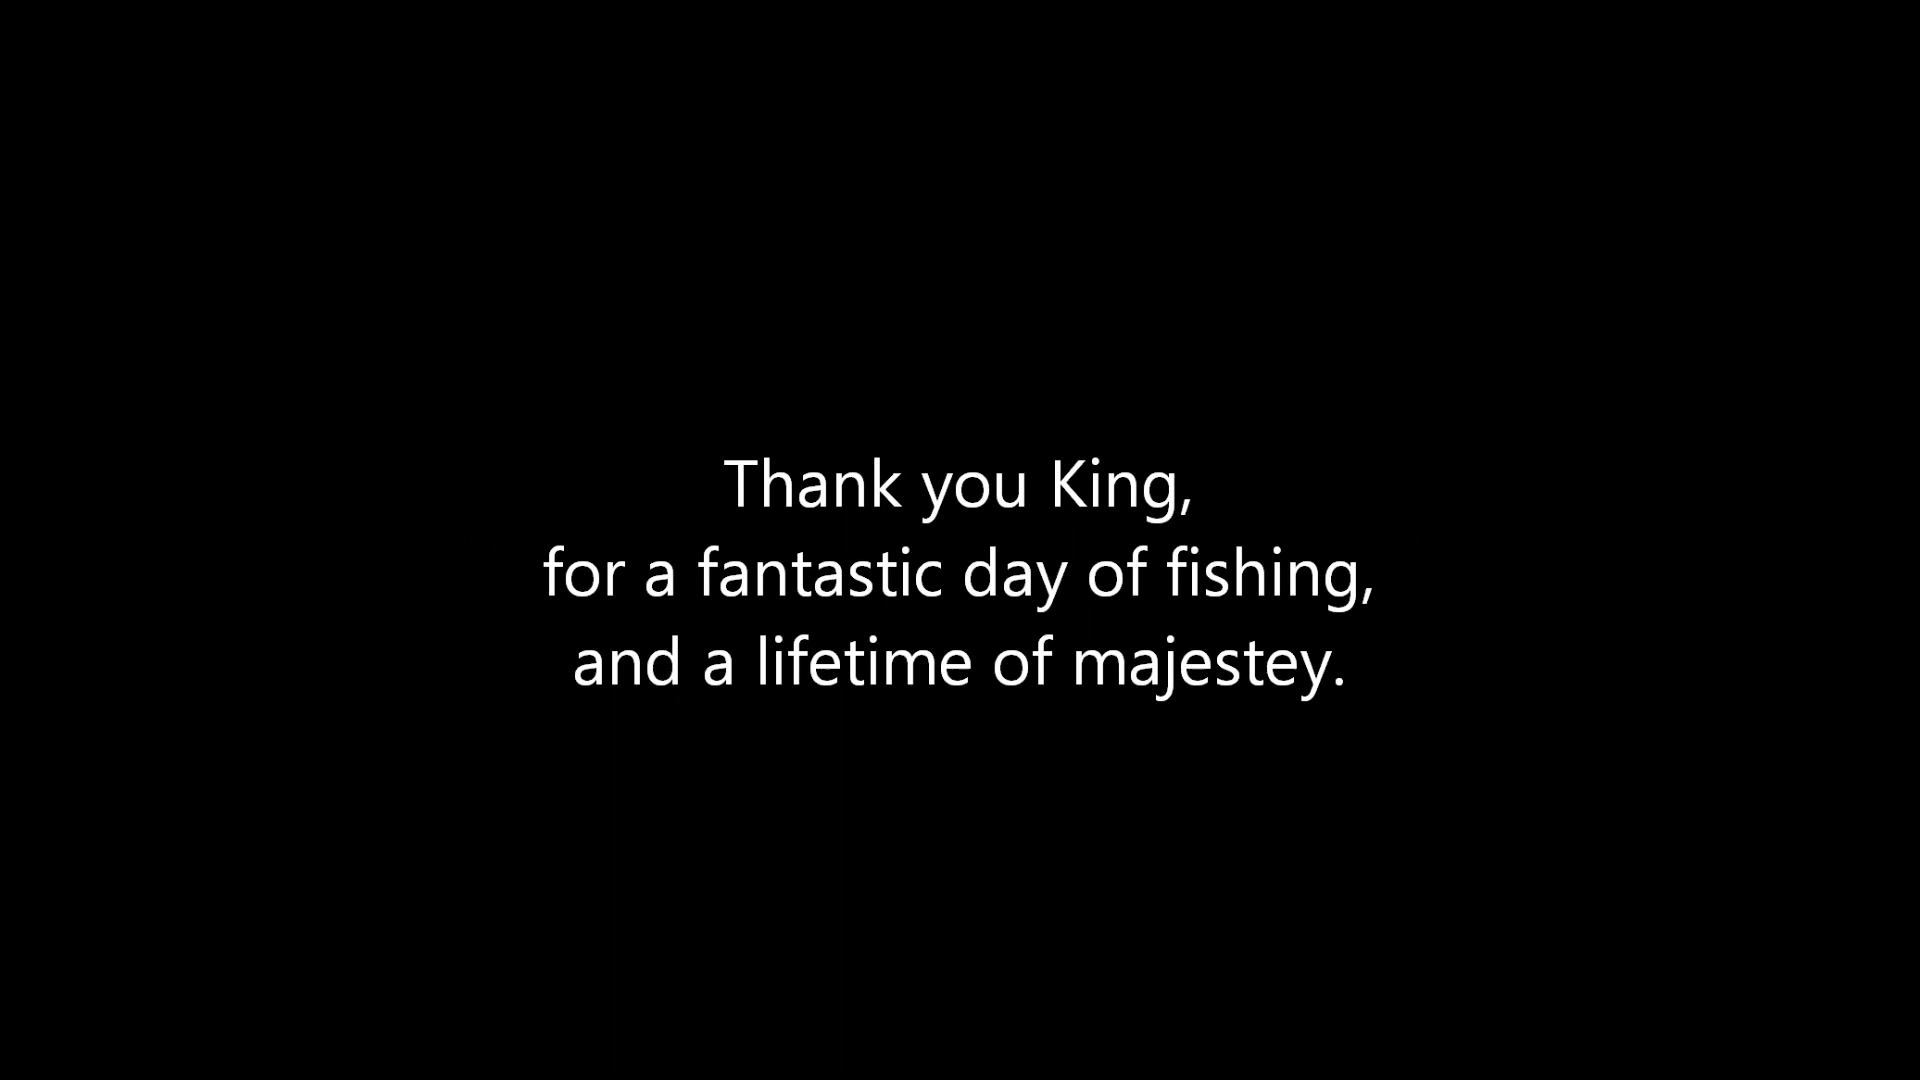 Thank you King,
for a fantastic day of fishing,
and a lifetime of majestey.